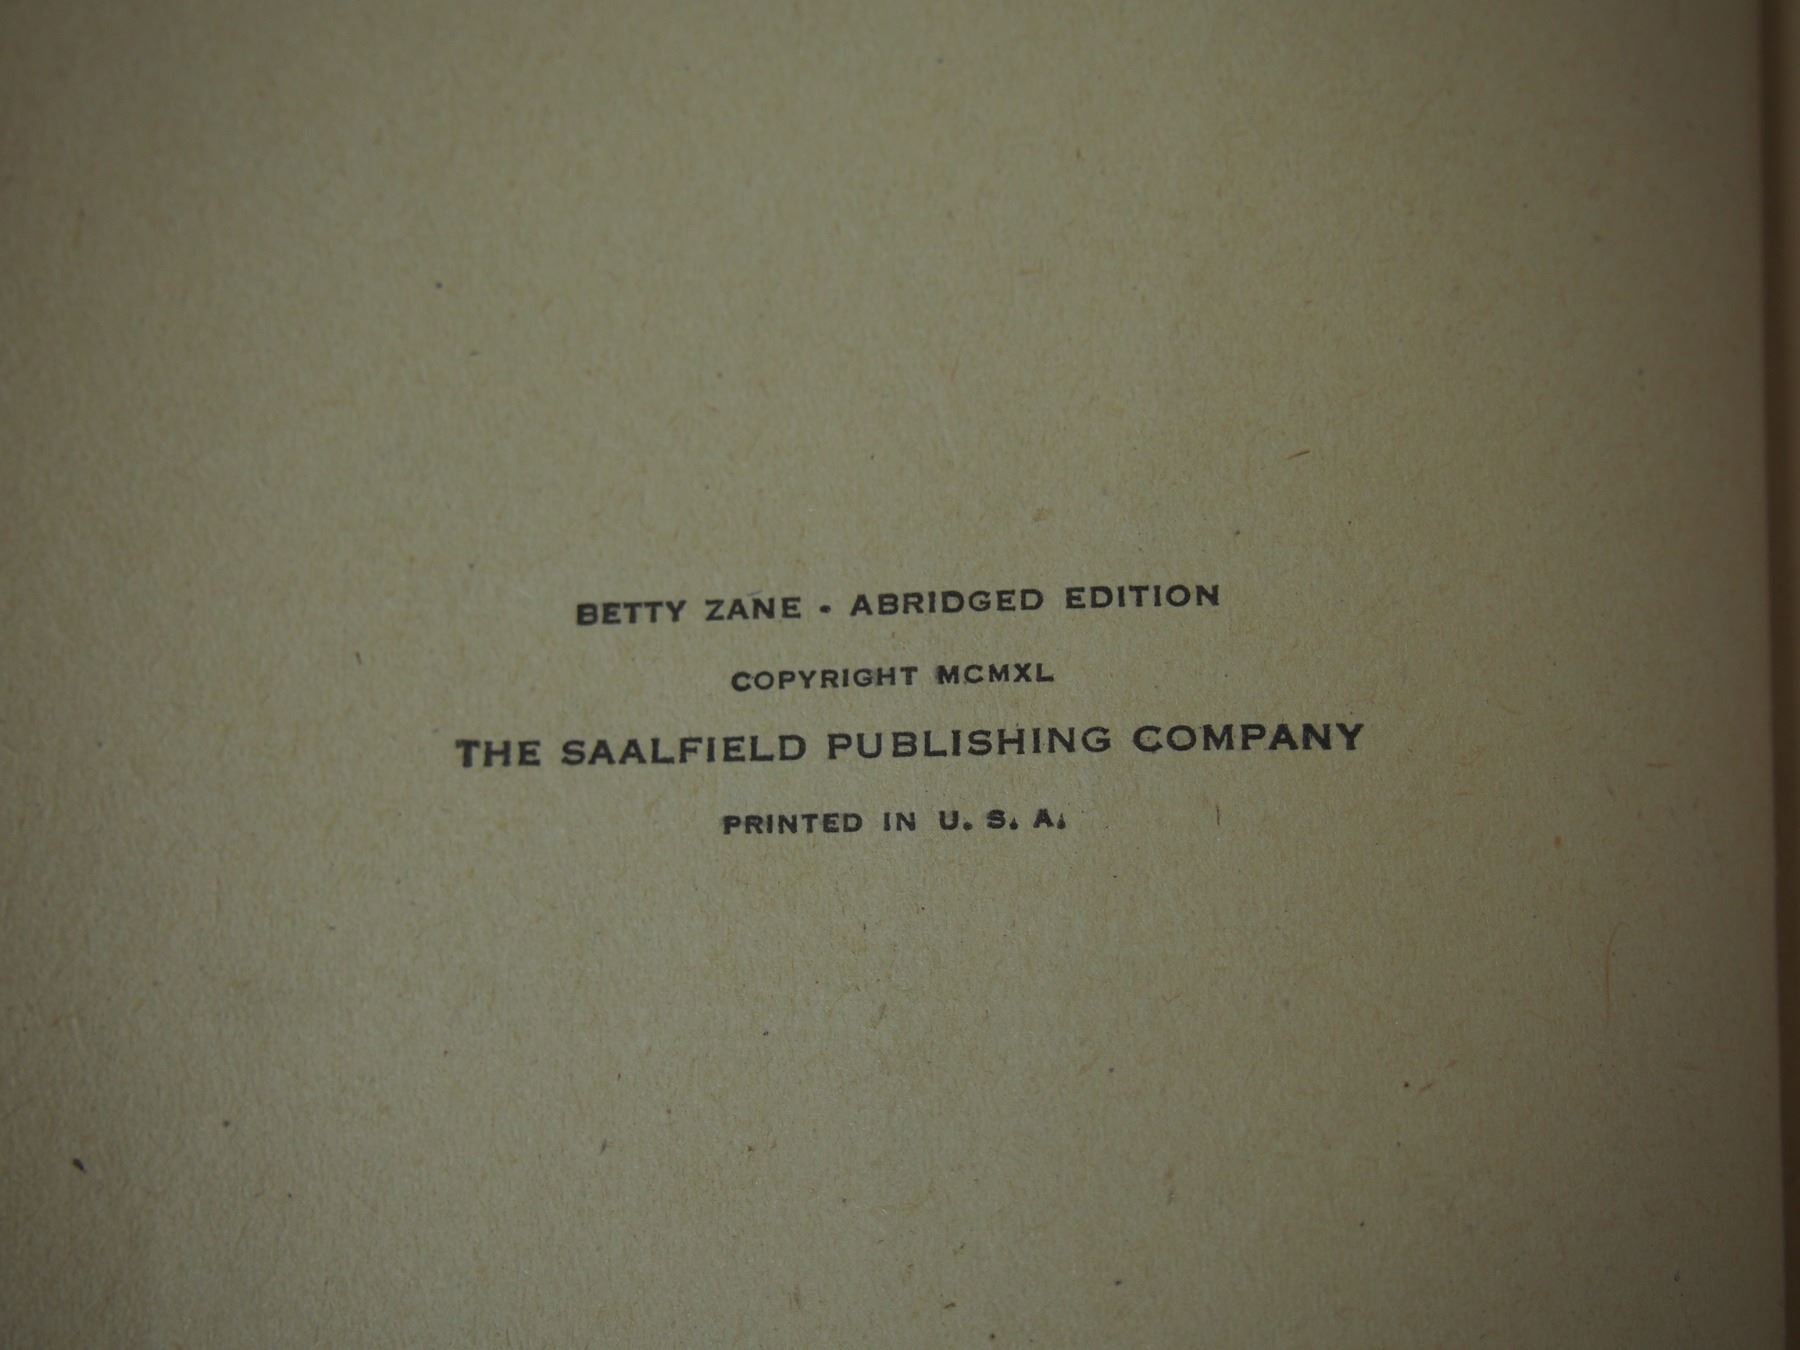 BETTY ZANE • ABRIDGED EDITION
COPYRIGHT MCMXL
THE SAALFIELD PUBLISHING COMPANY
PRINTED IN U. S. A.